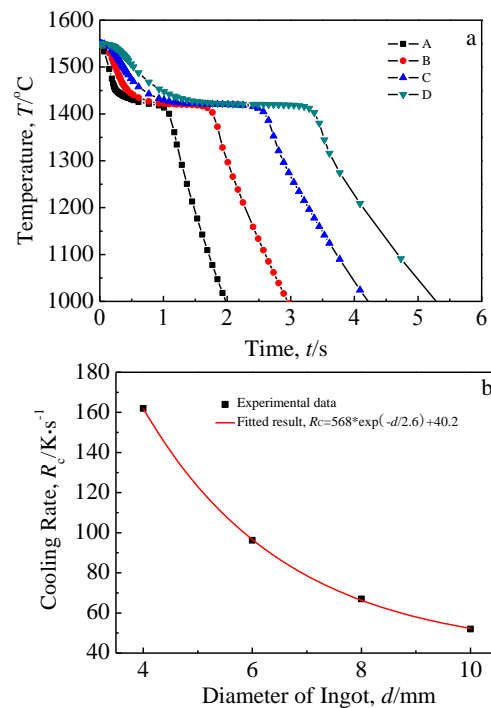 1600
a
1500
A
B
C
D
1400
1300
1200
1100
1000
Temperature, T/°C
0 1 2 3 4 5 6
Time, t/s
180
b
160
Experimental data
Fitted result, Rc=568*exp(-d/2.6)+40.2
140
120
100
80
60
40
Cooling Rate, Rc/K·s-1
4 6 8 10
Diameter of Ingot, d/mm